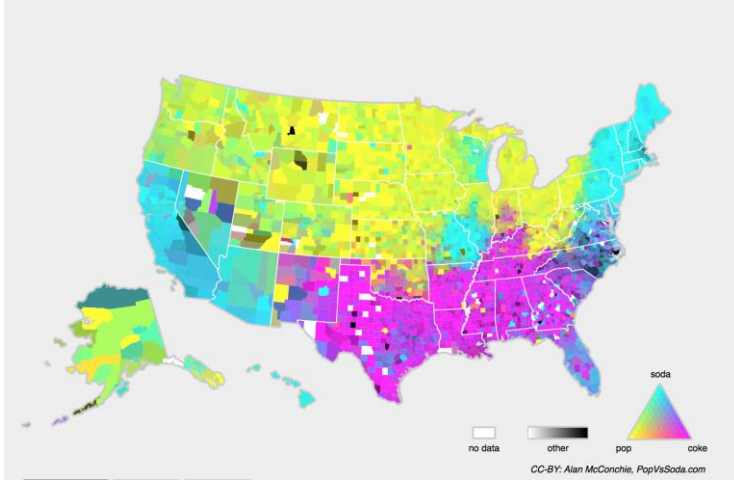 soda
no data
other
pop
coke
CC-BY: Alan McConchie, PopVsSoda.com